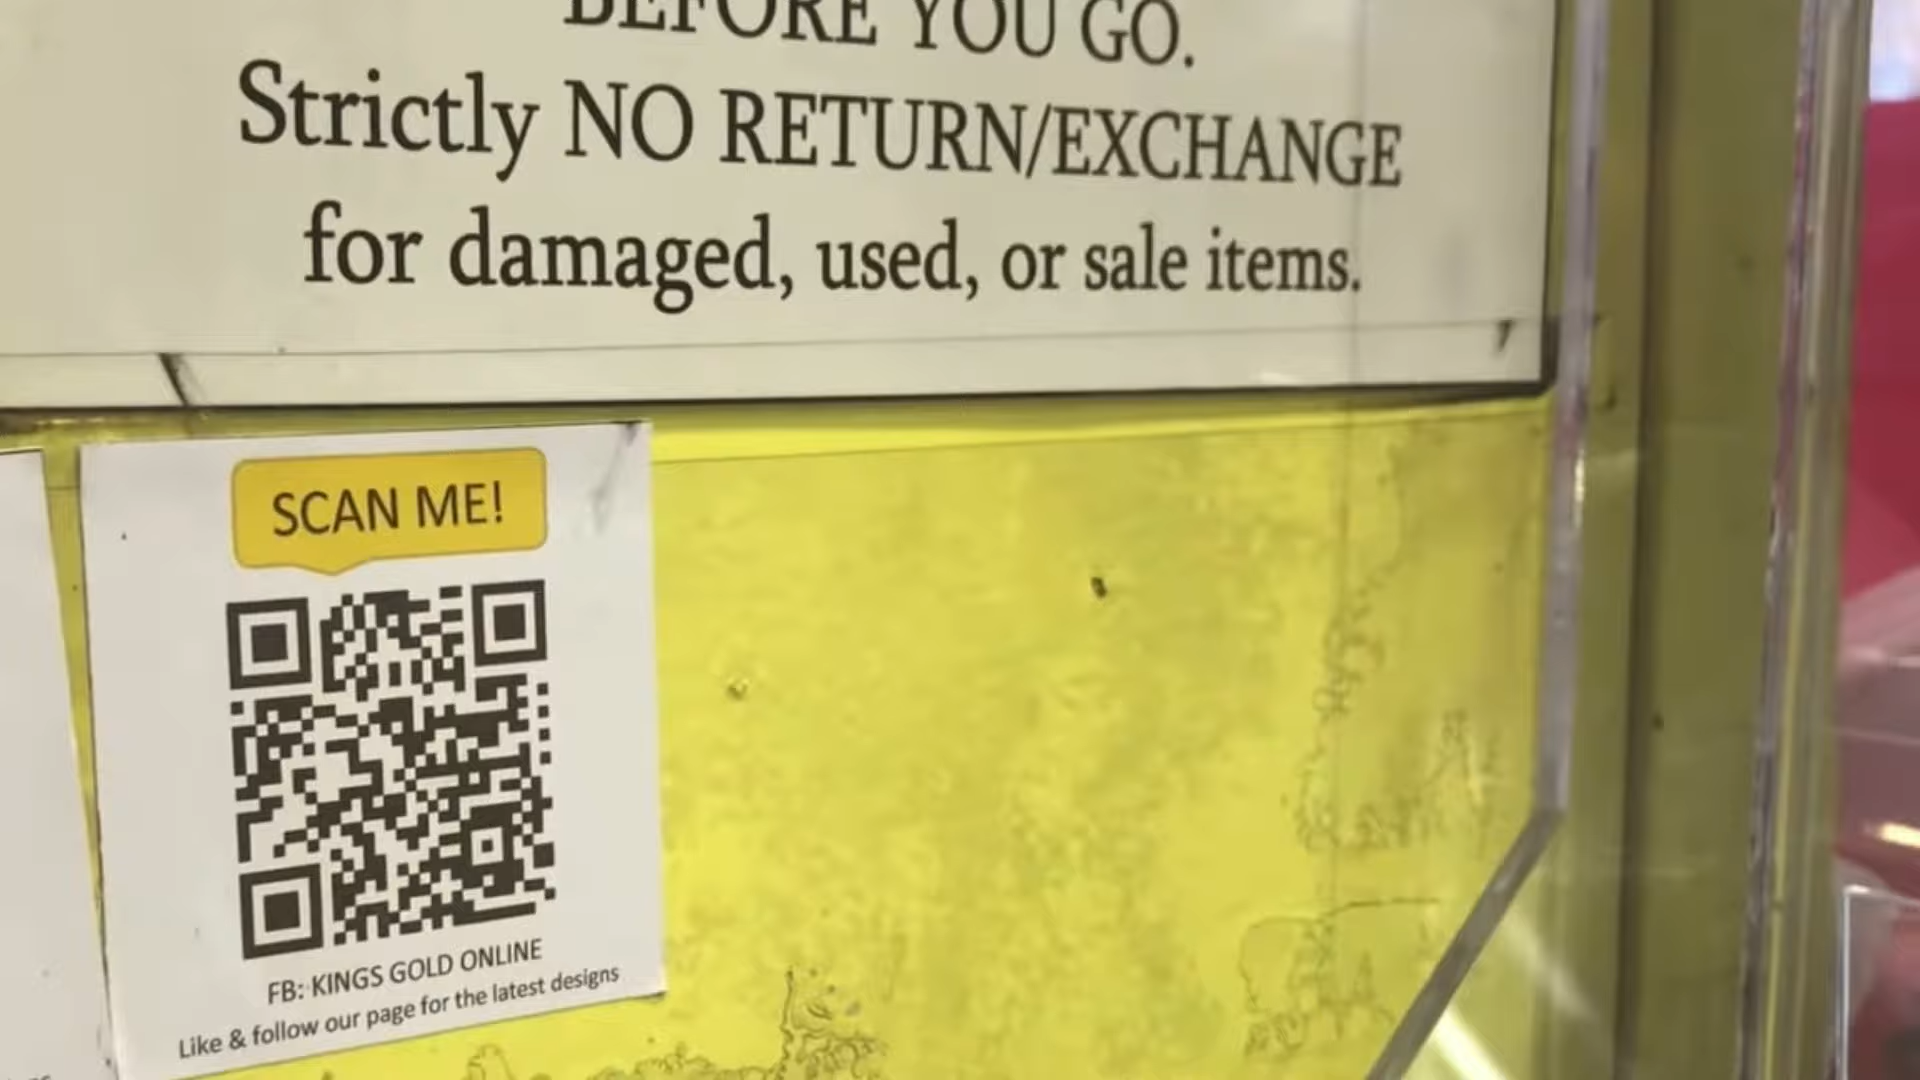 BEFORE YOU GO.
Strictly NO RETURN/EXCHANGE
for damaged, used, or sale items.
SCAN ME!
FB: KINGS GOLD ONLINE
Like & follow our page for the latest designs